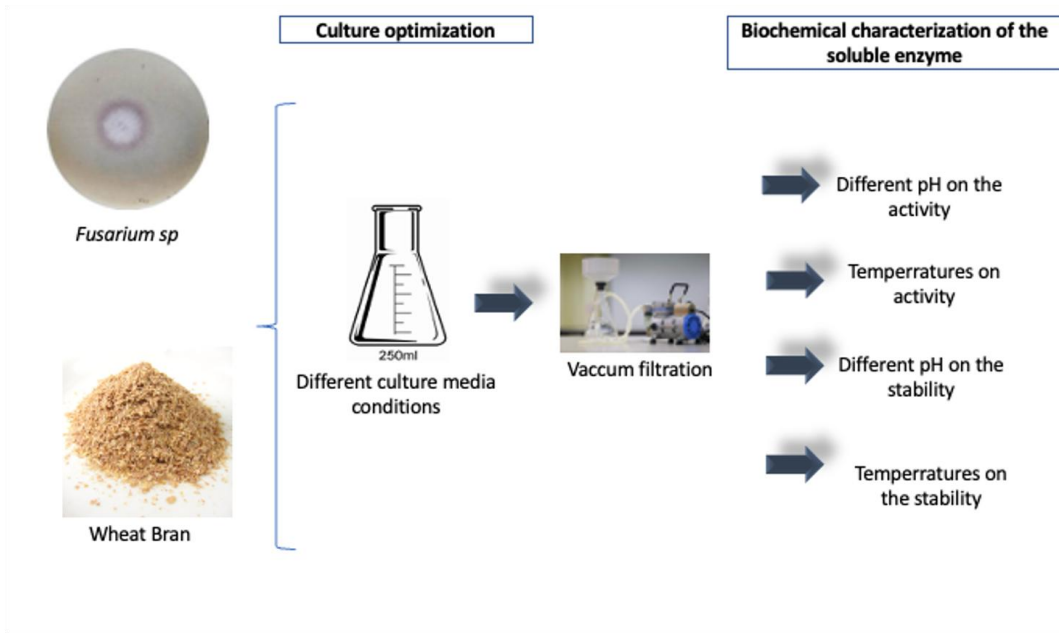 Culture optimization
Biochemical characterization of the
soluble enzyme
Fusarium sp
Wheat Bran
250ml
Different culture media
conditions
Vaccum filtration
Different pH on the
activity
Temperratures on
activity
Different pH on the
stability
Temperratures on
the stability